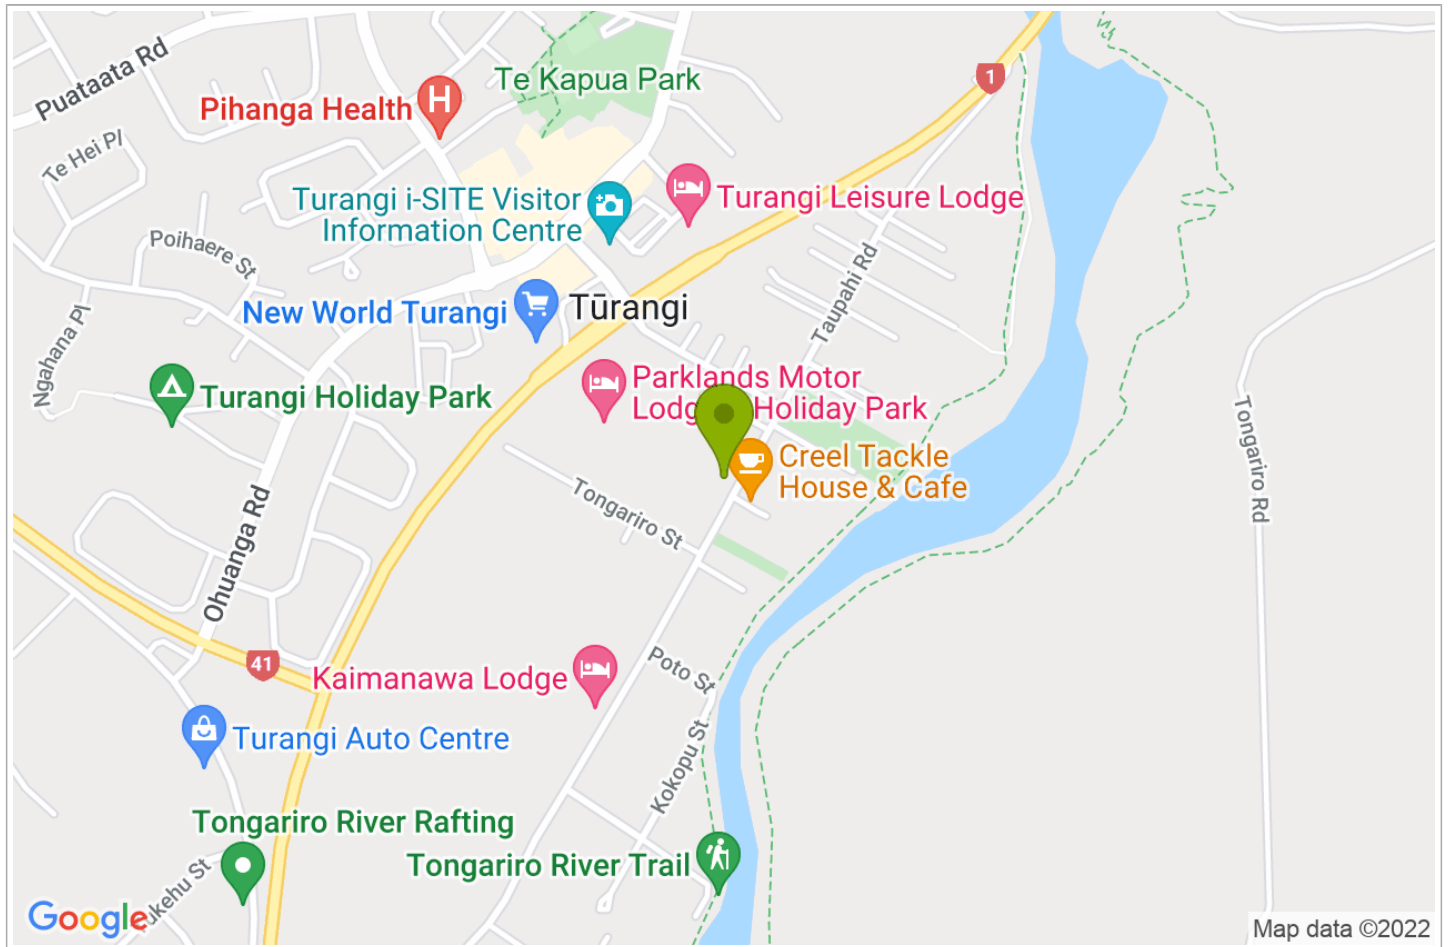 Puataata Rd
Te Kapua Park
1
Pihanga Health
H
Te Hei Pl
Turangi i-SITE Visitor
Information Centre
Turangi Leisure Lodge
Poihaere St
Taupahi Rd
New World Turangi
Tūrangi
Ngahana Pl
Turangi Holiday Park
Parklands Motor
Holiday Park
Creel Tackle
House & Cafe
Tongariro Rd
Tongariro St
Ohuanga Rd
41
Kaimanawa Lodge
Poto St
Turangi Auto Centre
Kokopu St
Tongariro River Rafting
Tongariro River Trail
St
Google
Map data ©2022